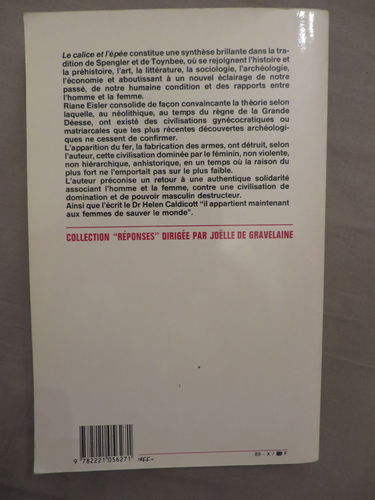 Le calice et l'épée constitue une synthèse brillante dans la tra-
dition de Spengler et de Toynbee, où se rejoignent l'histoire et
la préhistoire, l'art, la littérature, la sociologie, l'archéologie,
l'économie et aboutissant à un nouvel éclairage de notre
passé, de notre humaine condition et des rapports entre
l'homme et la femme.
Riane Eisler consolide de façon convaincante la théorie selon
laquelle, au néolithique, au temps du règne de la Grande
Déesse, ont existé des civilisations gynécocratiques ou
matriarcales que les plus récentes découvertes archéologi-
ques ne cessent de confirmer.
L'apparition du fer, la fabrication des armes, ont détruit, selon
l'auteur, cette civilisation dominée par le féminin, non violente,
non hiérarchique, anhistorique, en un temps où la raison du
plus fort ne l'emportait pas sur le plus faible.
L'auteur préconise un retour à une authentique solidarité
associant l'homme et la femme, contre une civilisation de
domination et de pouvoir masculin destructeur.
Ainsi que l'écrit le Dr Helen Caldicott "il appartient maintenant
aux femmes de sauver le monde".
COLLECTION "RÉPONSES" DIRIGÉE PAR JOËLLE DE GRAVELAINE
9 782221 056271
89 - X / F